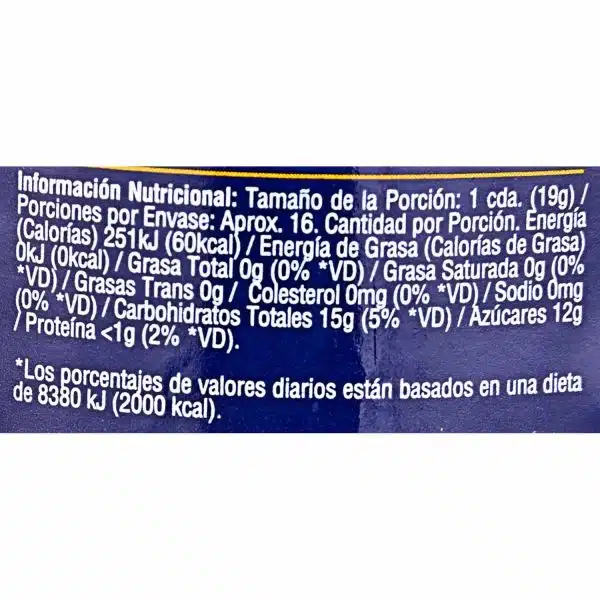 Información Nutricional: Tamaño de la Porción: 1 cda. (19g) /
Porciones por Envase: Aprox. 16. Cantidad por Porción. Energía
(Calorías) 251kJ (60kcal) / Energía de Grasa (Calorías de Grasa)
0kJ (0kcal) / Grasa Total 0g (0% *VD) / Grasa Saturada 0g (0%
*VD) / Grasas Trans 0g / Colesterol 0mg (0% *VD) / Sodio 0mg
(0% *VD) / Carbohidratos Totales 15g (5% *VD) / Azúcares 12g
/ Proteína <1g (2% *VD).
*Los porcentajes de valores diarios están basados en una dieta
de 8380 kJ (2000 kcal).